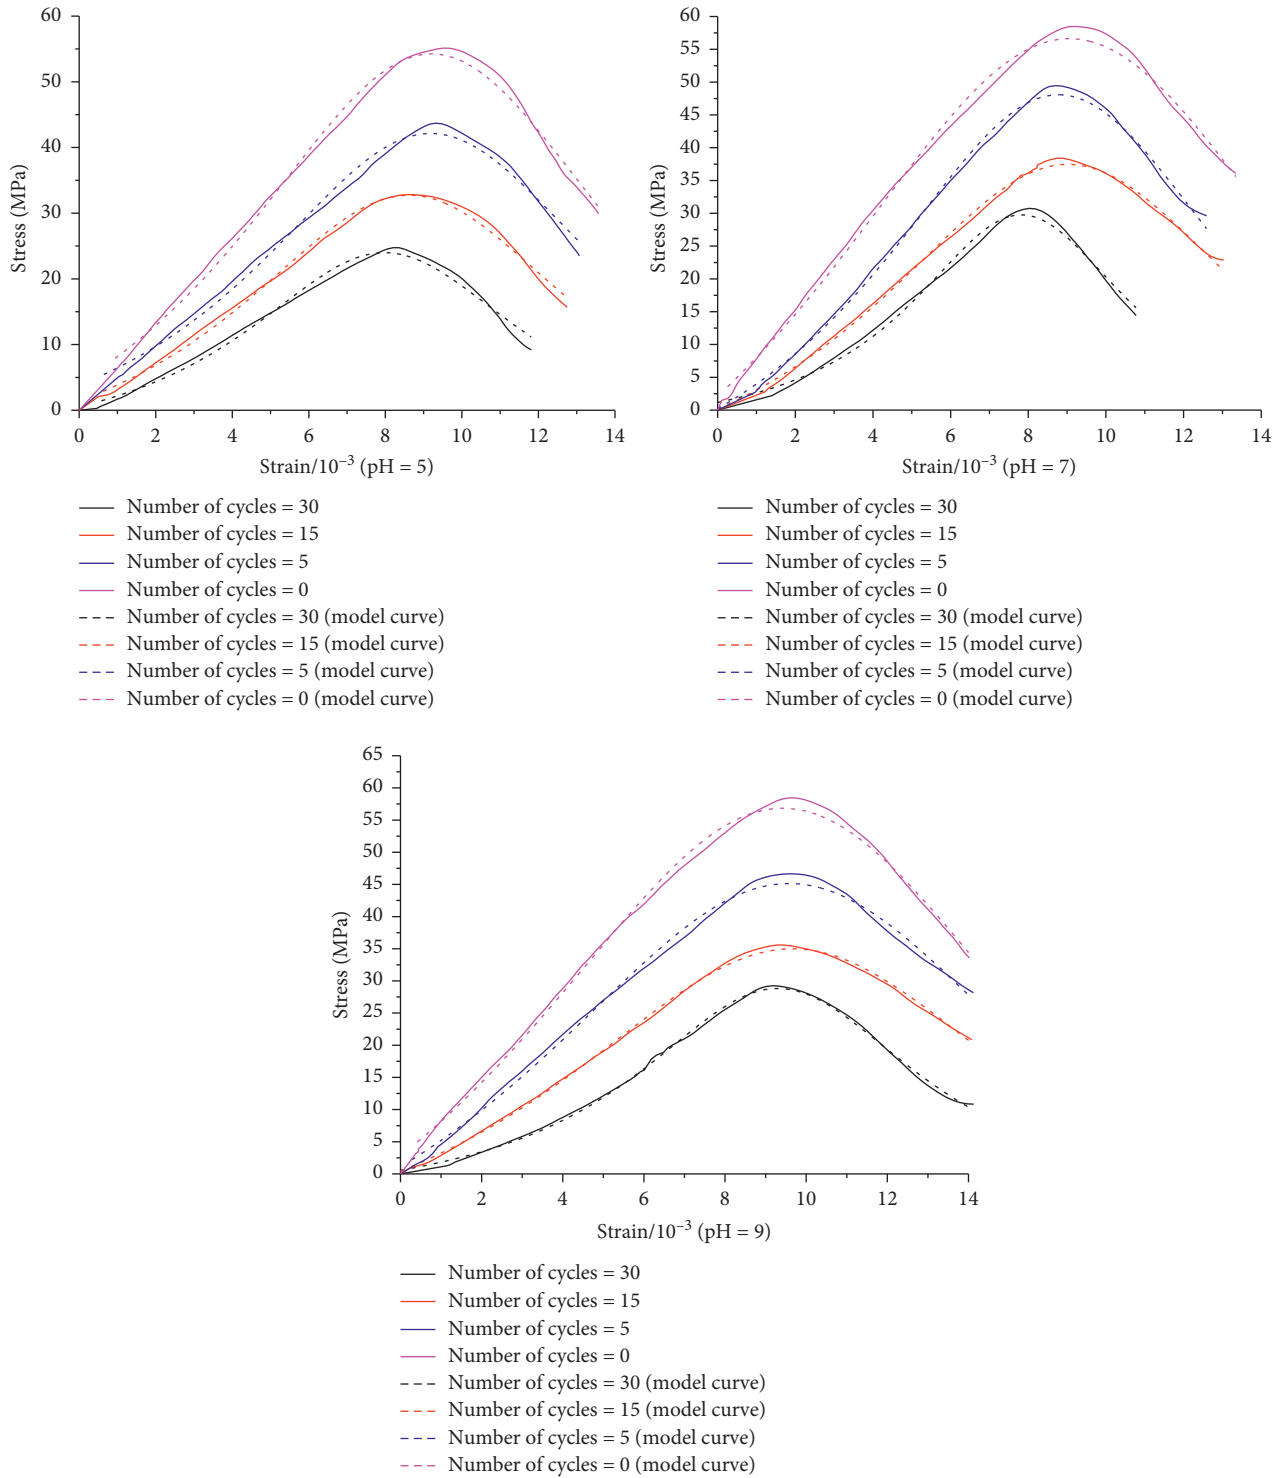 60
50
40
30
20
10
0
Stress (MPa)
0 2 4 6 8 10 12 14
Strain/10⁻³ (pH = 5)
Number of cycles = 30
Number of cycles = 15
Number of cycles = 5
Number of cycles = 0
Number of cycles = 30 (model curve)
Number of cycles = 15 (model curve)
Number of cycles = 5 (model curve)
Number of cycles = 0 (model curve)
60
55
50
45
40
35
30
25
20
15
10
5
0
Stress (MPa)
0 2 4 6 8 10 12 14
Strain/10⁻³ (pH = 7)
Number of cycles = 30
Number of cycles = 15
Number of cycles = 5
Number of cycles = 0
Number of cycles = 30 (model curve)
Number of cycles = 15 (model curve)
Number of cycles = 5 (model curve)
Number of cycles = 0 (model curve)
65
60
55
50
45
40
35
30
25
20
15
10
5
0
Stress (MPa)
0 2 4 6 8 10 12 14
Strain/10⁻³ (pH = 9)
Number of cycles = 30
Number of cycles = 15
Number of cycles = 5
Number of cycles = 0
Number of cycles = 30 (model curve)
Number of cycles = 15 (model curve)
Number of cycles = 5 (model curve)
Number of cycles = 0 (model curve)